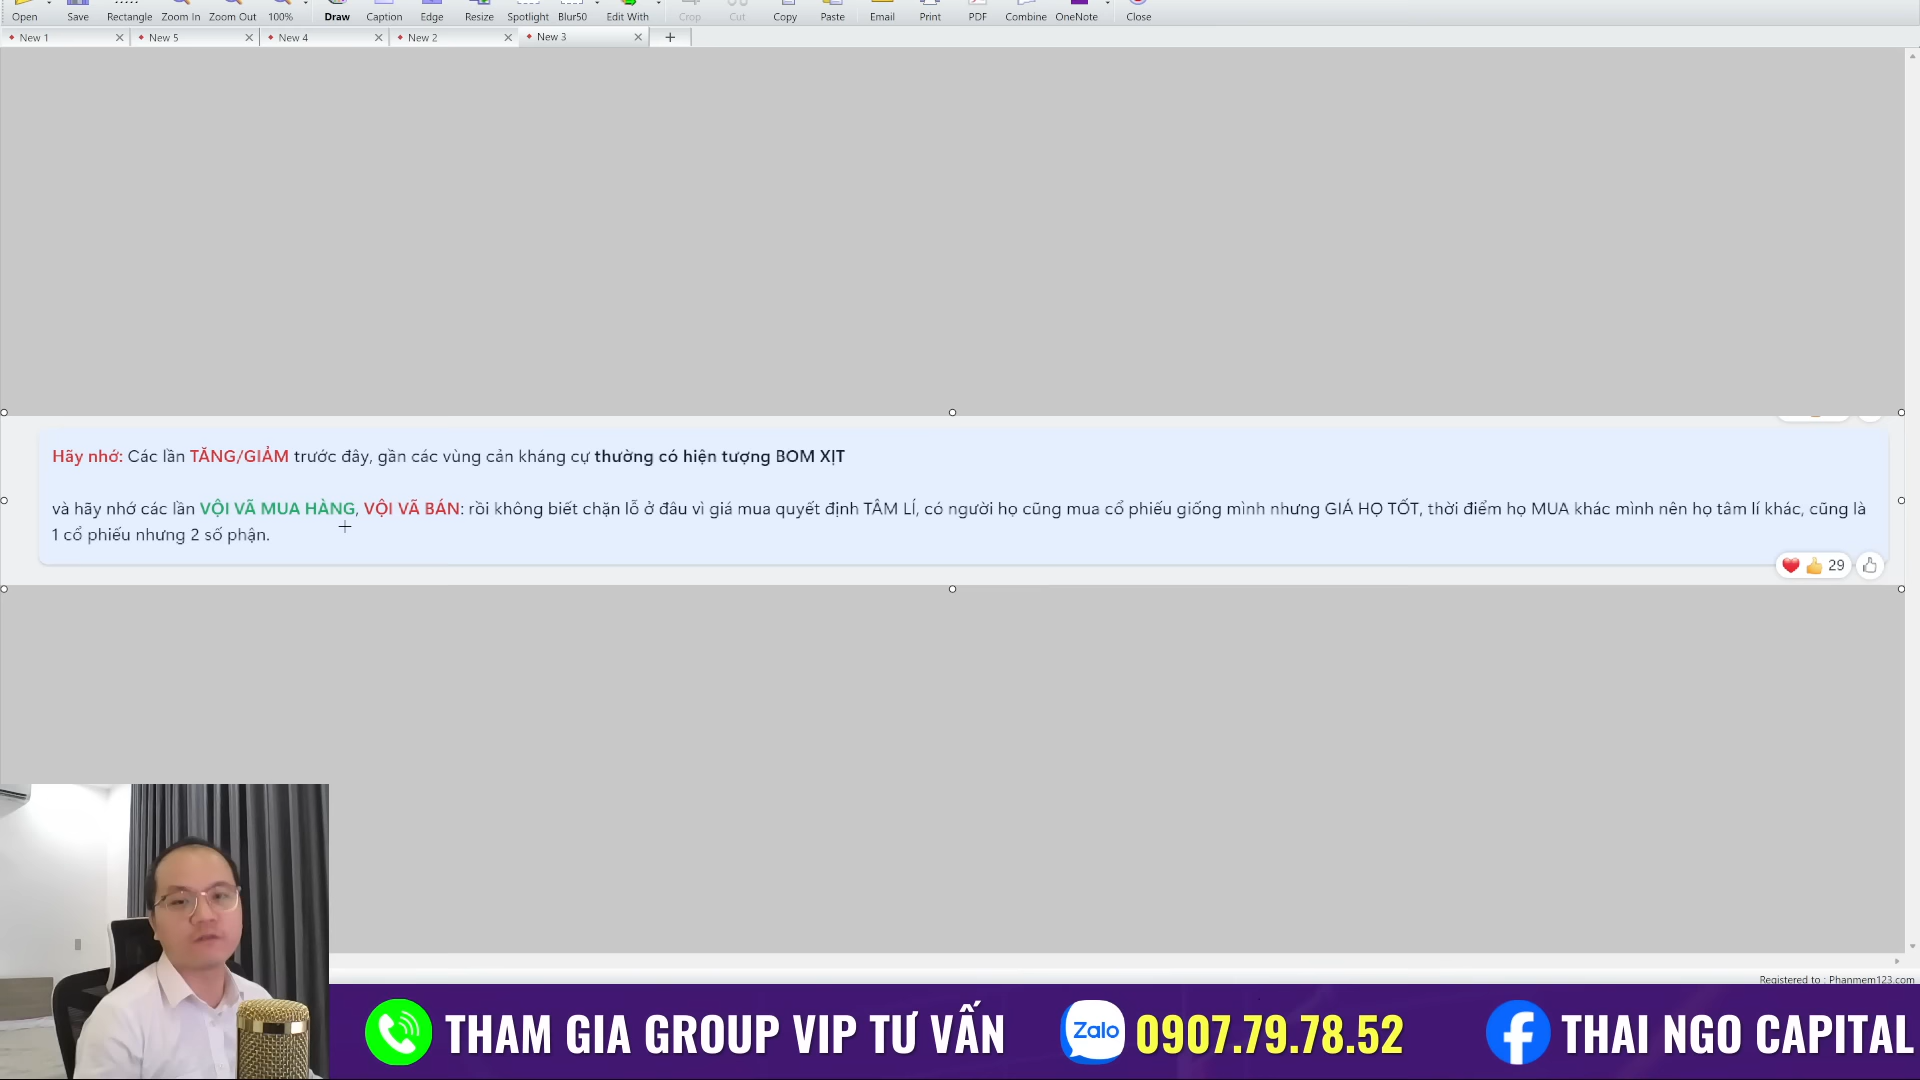 Open Save Rectangle Zoom In Zoom Out 100% Draw Caption Edge Resize Spotlight Blur50 Edit With Crop Cut Copy Paste Email Print PDF Combine OneNote Close
New 1 New 5 New 4 New 2 New 3
Hãy nhớ: Các lần TĂNG/GIẢM trước đây, gần các vùng cản kháng cự thường có hiện tượng BOM XỊT
và hãy nhớ các lần VỘI VÃ MUA HÀNG, VỘI VÃ BÁN: rồi không biết chặn lỗ ở đâu vì giá mua quyết định TÂM LÍ, có người họ cũng mua cổ phiếu giống mình nhưng GIÁ HỌ TỐT, thời điểm họ MUA khác mình nên họ tâm lí khác, cũng là
1 cổ phiếu nhưng 2 số phận.
29
Registered to : Phanmem123.com
THAM GIA GROUP VIP TƯ VẤN Zalo 0907.79.78.52 THAI NGO CAPITAL